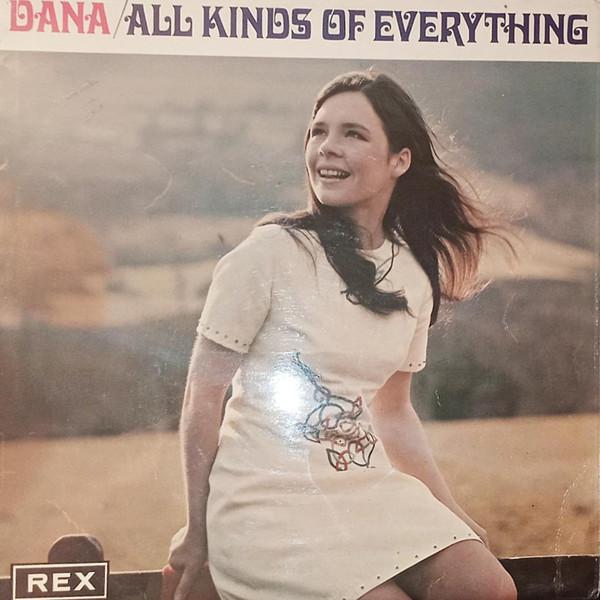 DANA/ALL KINDS OF EVERYTHING
REX